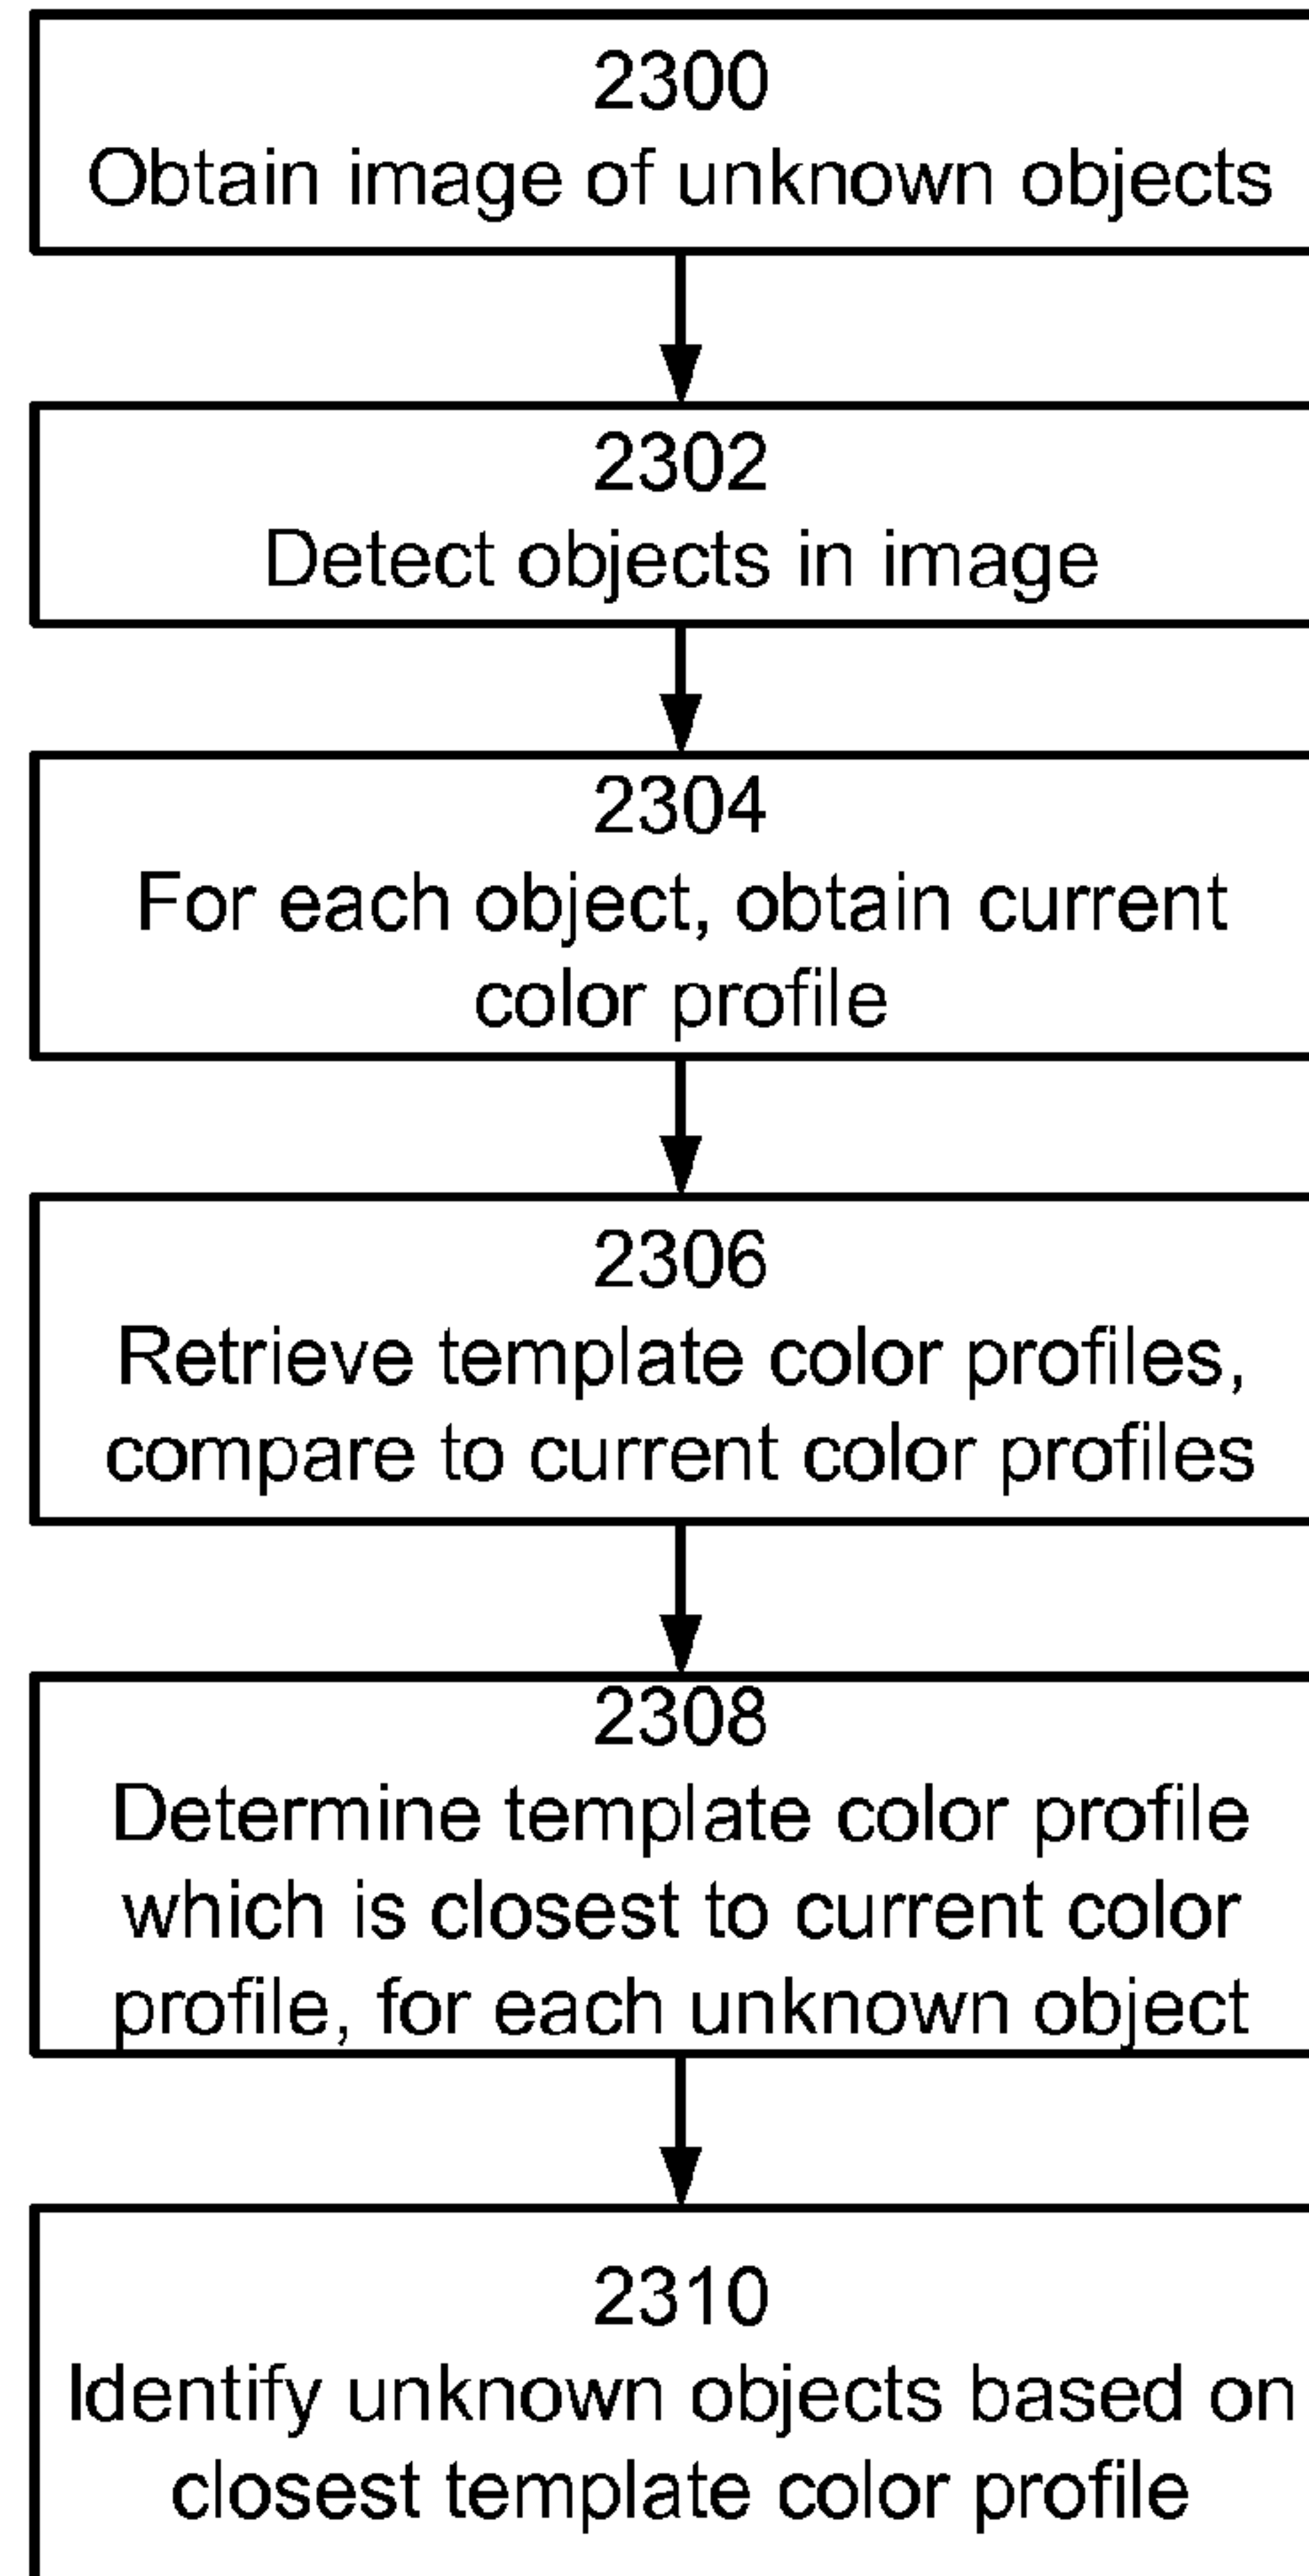 2300
Obtain image of unknown objects
2302
Detect objects in image
2304
For each object, obtain current
color profile
2306
Retrieve template color profiles,
compare to current color profiles
2308
Determine template color profile
which is closest to current color
profile, for each unknown object
2310
Identify unknown objects based on
closest template color profile